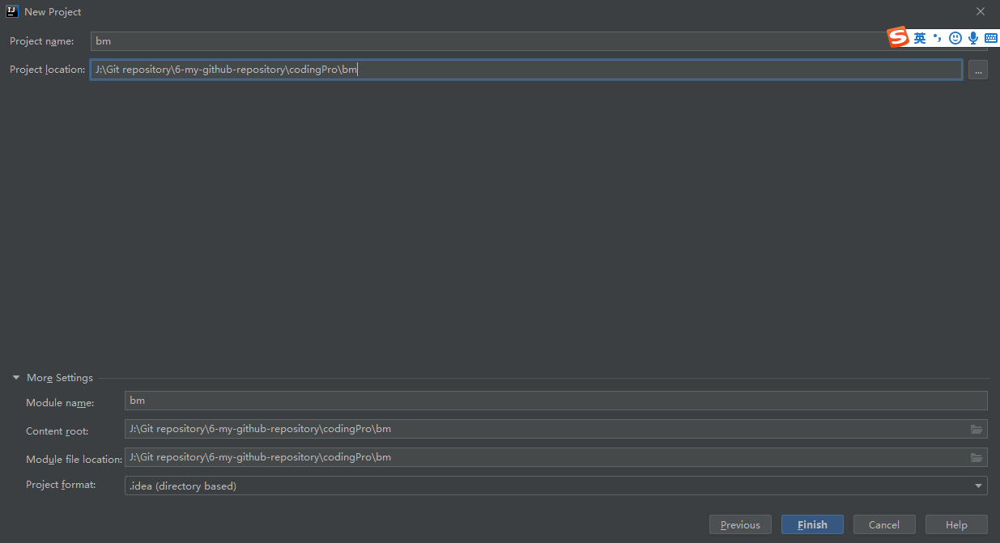 IJ New Project
Project name: bm
S 英
Project location: J:\Git repository\6-my-github-repository\codingPro\bm ...
More Settings
Module name: bm
Content root: J:\Git repository\6-my-github-repository\codingPro\bm
Module file location: J:\Git repository\6-my-github-repository\codingPro\bm
Project format: .idea (directory based)
Previous Finish Cancel Help